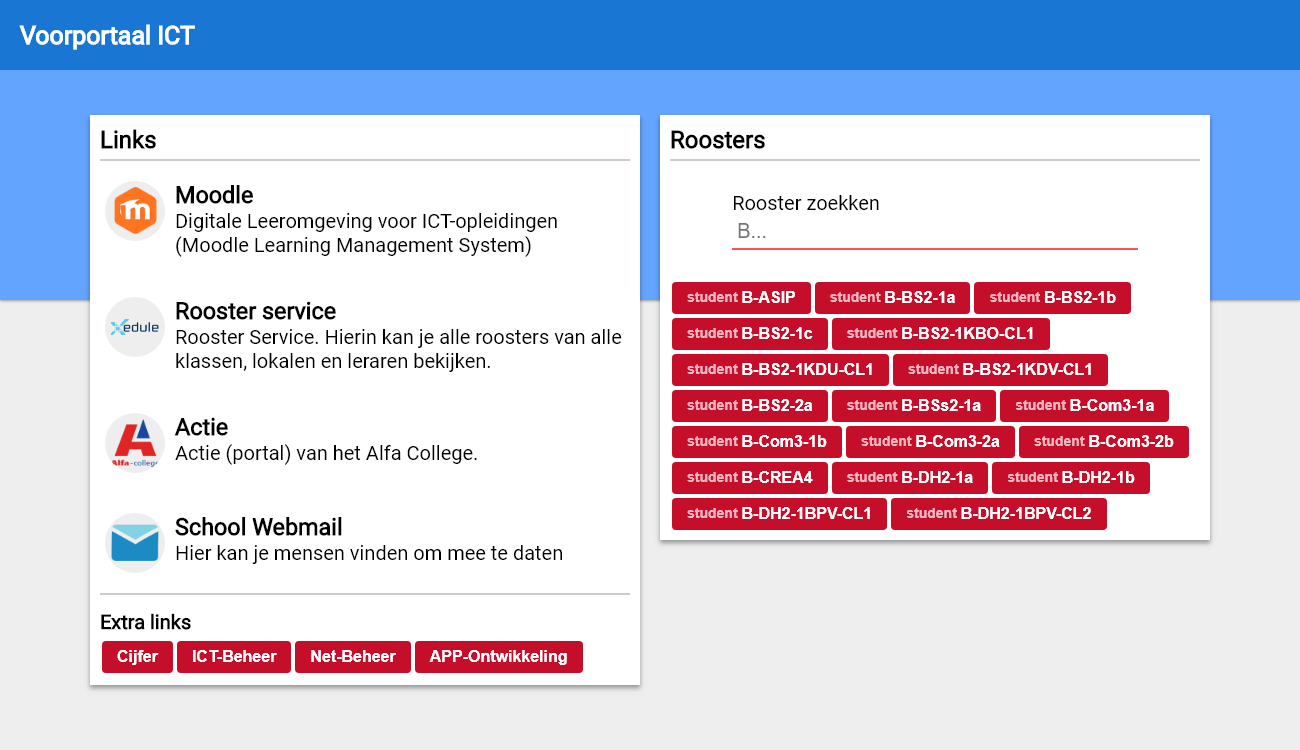 Voorportaal ICT
Links
Moodle
Digitale Leeromgeving voor ICT-opleidingen
(Moodle Learning Management System)
Xedule
Rooster service
Rooster Service. Hierin kan je alle roosters van alle
klassen, lokalen en leraren bekijken.
Alfa-college
Actie
Actie (portal) van het Alfa College.
School Webmail
Hier kan je mensen vinden om mee te daten
Extra links
Cijfer ICT-Beheer Net-Beheer APP-Ontwikkeling
Roosters
Rooster zoekken
B...
student B-ASIP student B-BS2-1a student B-BS2-1b
student B-BS2-1c student B-BS2-1KBO-CL1
student B-BS2-1KDU-CL1 student B-BS2-1KDV-CL1
student B-BS2-2a student B-BSs2-1a student B-Com3-1a
student B-Com3-1b student B-Com3-2a student B-Com3-2b
student B-CREA4 student B-DH2-1a student B-DH2-1b
student B-DH2-1BPV-CL1 student B-DH2-1BPV-CL2